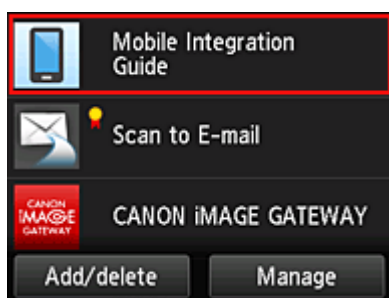 Mobile Integration
Guide
Scan to E-mail
CANON
iMAGE
GATEWAY
CANON iMAGE GATEWAY
Add/delete
Manage